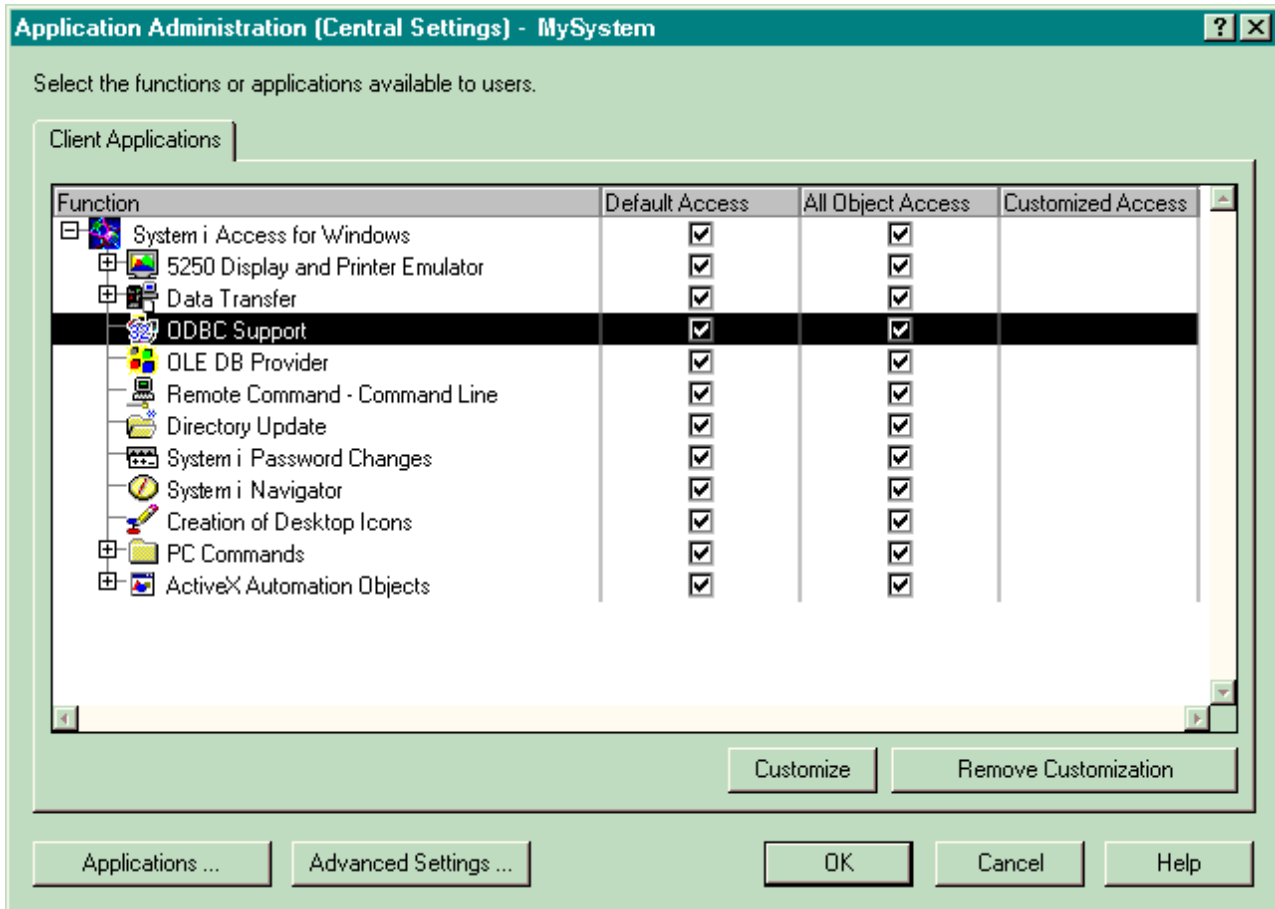 Application Administration (Central Settings) - MySystem
Select the functions or applications available to users.
Client Applications
Function Default Access All Object Access Customized Access
System i Access for Windows
5250 Display and Printer Emulator
Data Transfer
32 ODBC Support
OLE DB Provider
Remote Command - Command Line
Directory Update
System i Password Changes
System i Navigator
Creation of Desktop Icons
PC Commands
ActiveX Automation Objects
Customize Remove Customization
Applications ... Advanced Settings ... OK Cancel Help